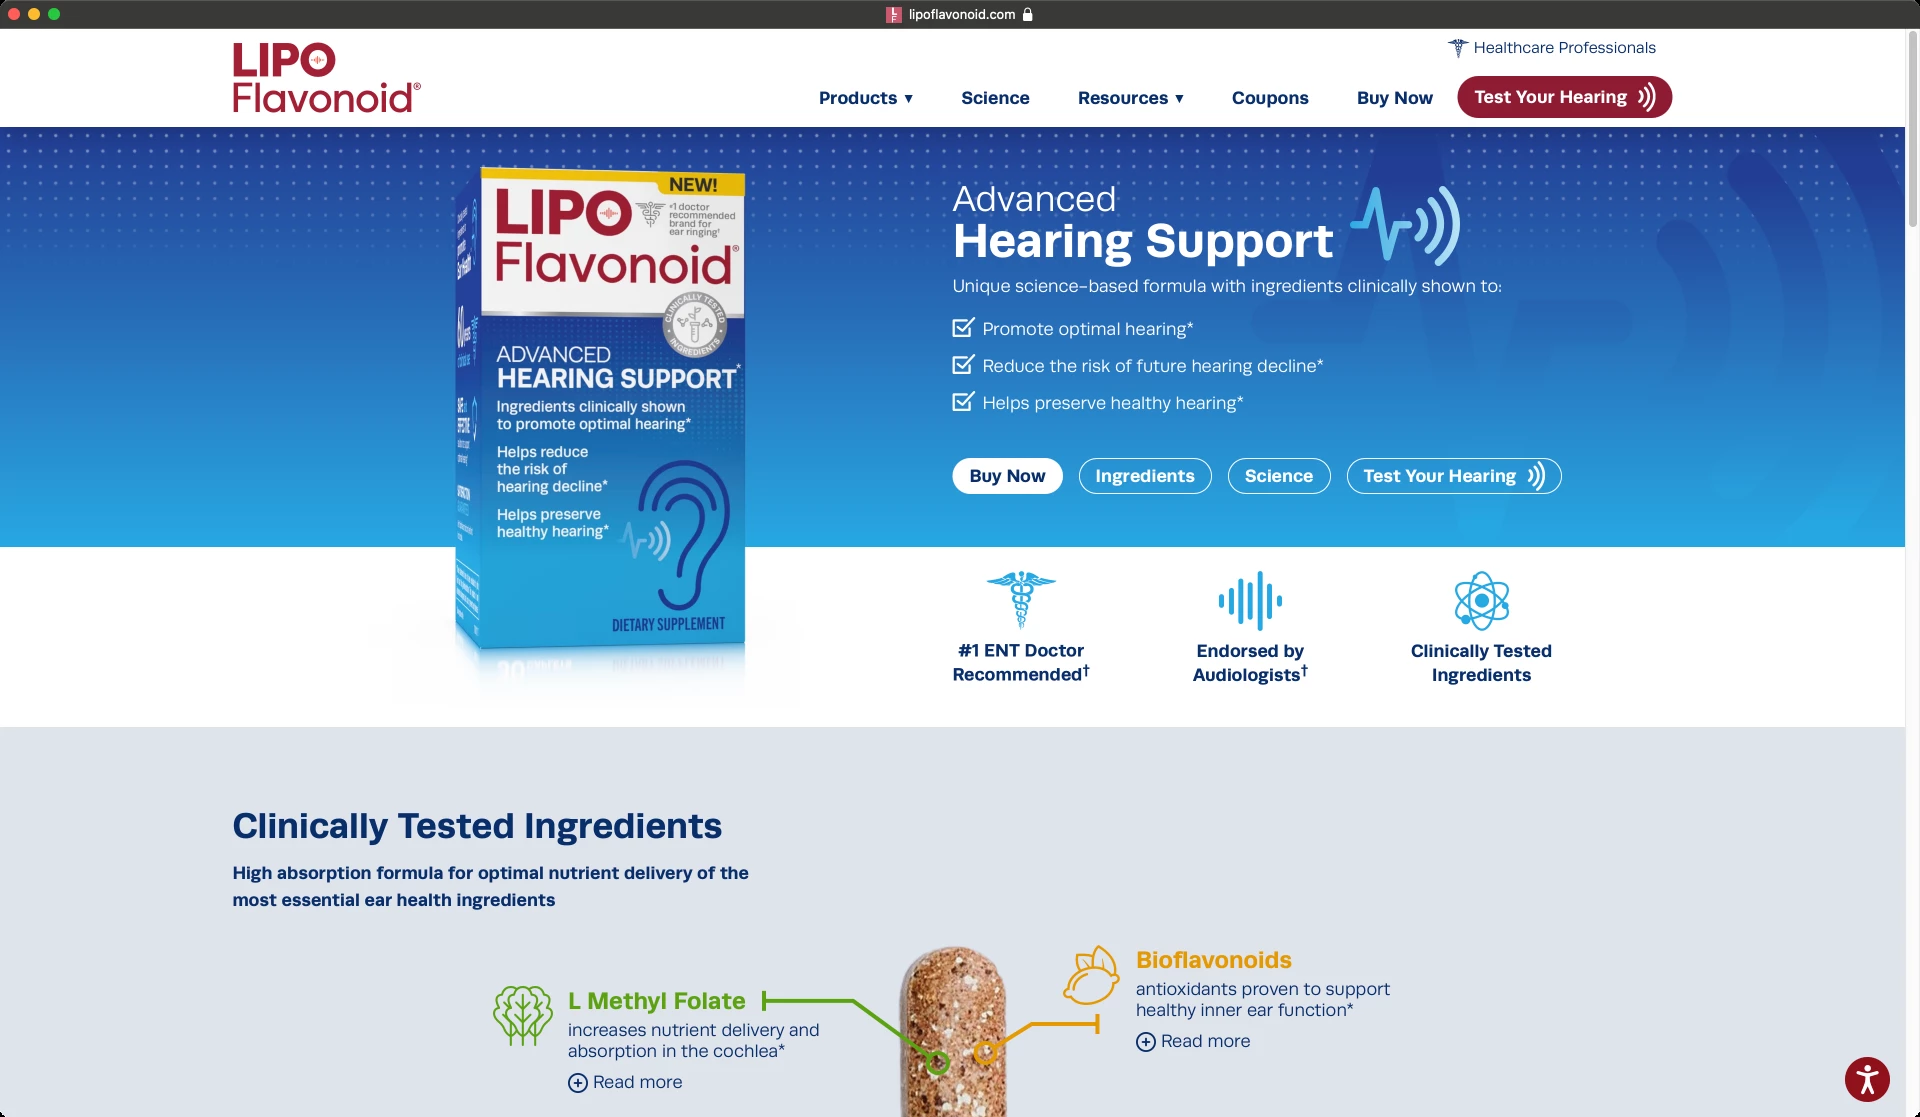 lipoflavonoid.com
LIPO
Flavonoid®
Healthcare Professionals
Products ▼
Science
Resources ▼
Coupons
Buy Now
Test Your Hearing
NEW!
LIPO
Flavonoid®
#1 doctor
recommended
brand for
ear ringing†
CLINICALLY TESTED
INGREDIENTS
ADVANCED
HEARING SUPPORT*
Ingredients clinically shown
to promote optimal hearing*
Helps reduce
the risk of
hearing decline*
Helps preserve
healthy hearing*
DIETARY SUPPLEMENT
Advanced
Hearing Support
Unique science-based formula with ingredients clinically shown to:
Promote optimal hearing*
Reduce the risk of future hearing decline*
Helps preserve healthy hearing*
Buy Now
Ingredients
Science
Test Your Hearing
#1 ENT Doctor
Recommended†
Endorsed by
Audiologists†
Clinically Tested
Ingredients
Clinically Tested Ingredients
High absorption formula for optimal nutrient delivery of the
most essential ear health ingredients
L Methyl Folate
increases nutrient delivery and
absorption in the cochlea*
Read more
Bioflavonoids
antioxidants proven to support
healthy inner ear function*
Read more